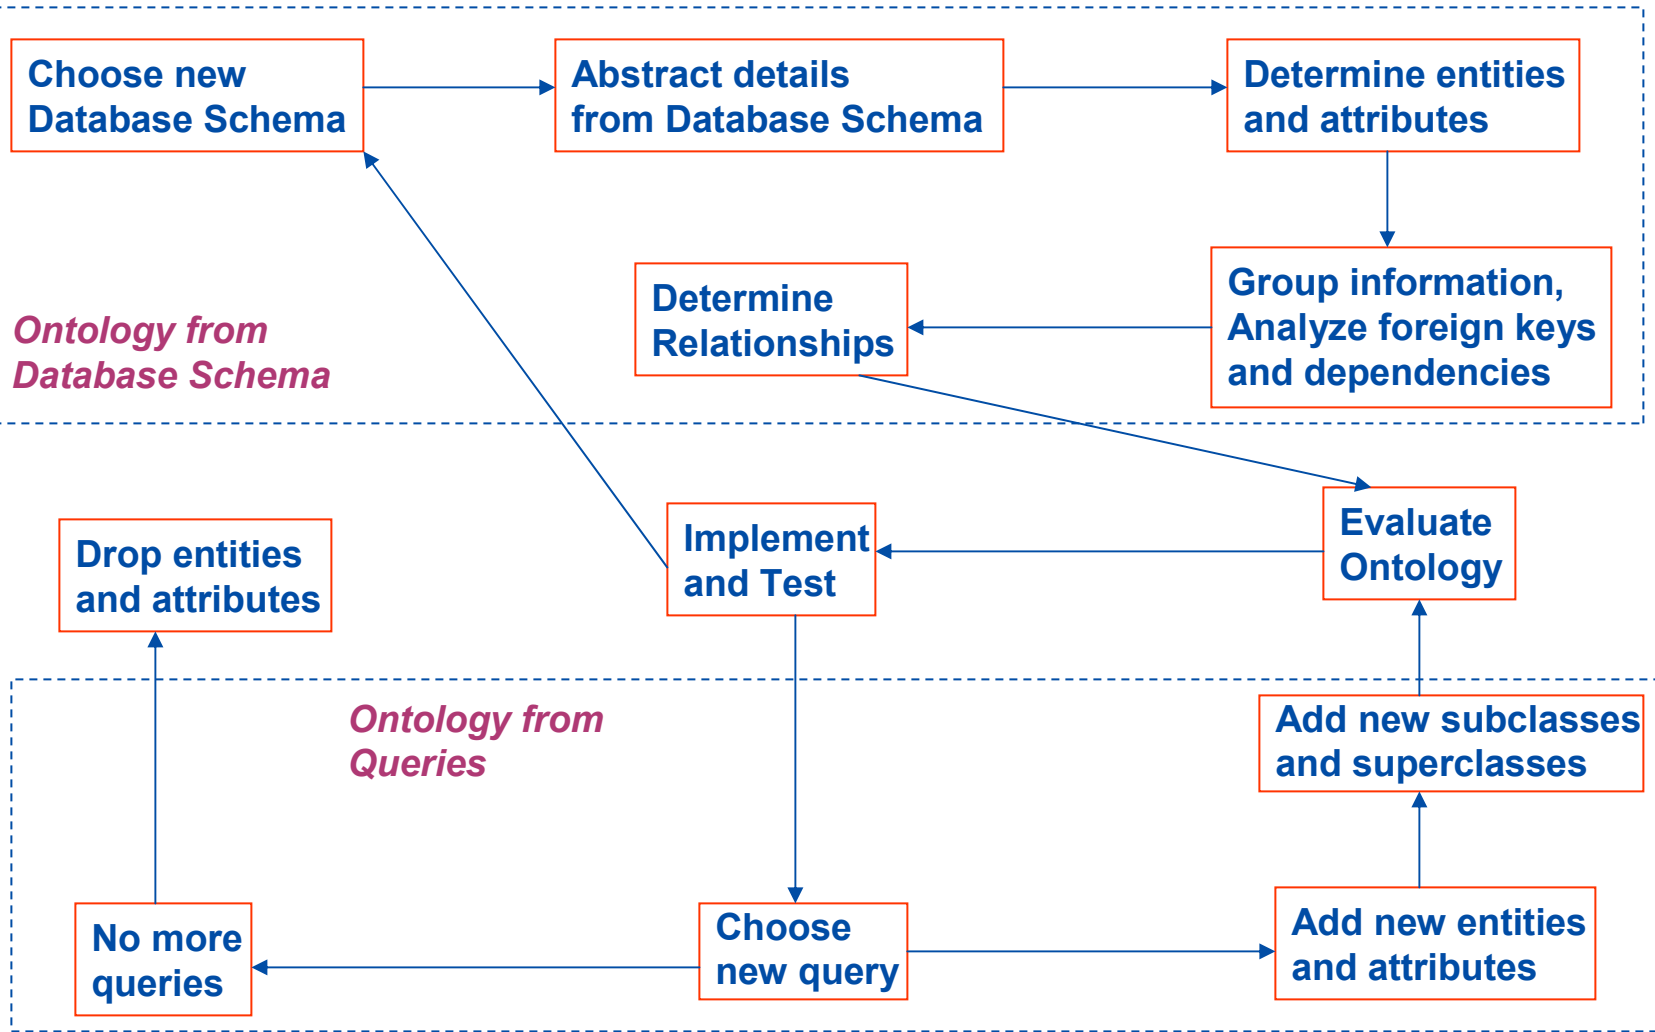 Choose new
Database Schema
Abstract details
from Database Schema
Determine entities
and attributes
Group information,
Analyze foreign keys
and dependencies
Determine
Relationships
Ontology from
Database Schema
Evaluate
Ontology
Implement
and Test
Drop entities
and attributes
Ontology from
Queries
Add new subclasses
and superclasses
No more
queries
Choose
new query
Add new entities
and attributes